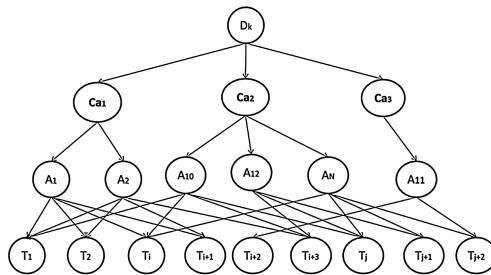 Dk
Ca1 Ca2 Ca3
A1 A2 A10 A12 AN A11
T1 T2 Ti Ti+1 Ti+2 Ti+3 Tj Tj+1 Tj+2